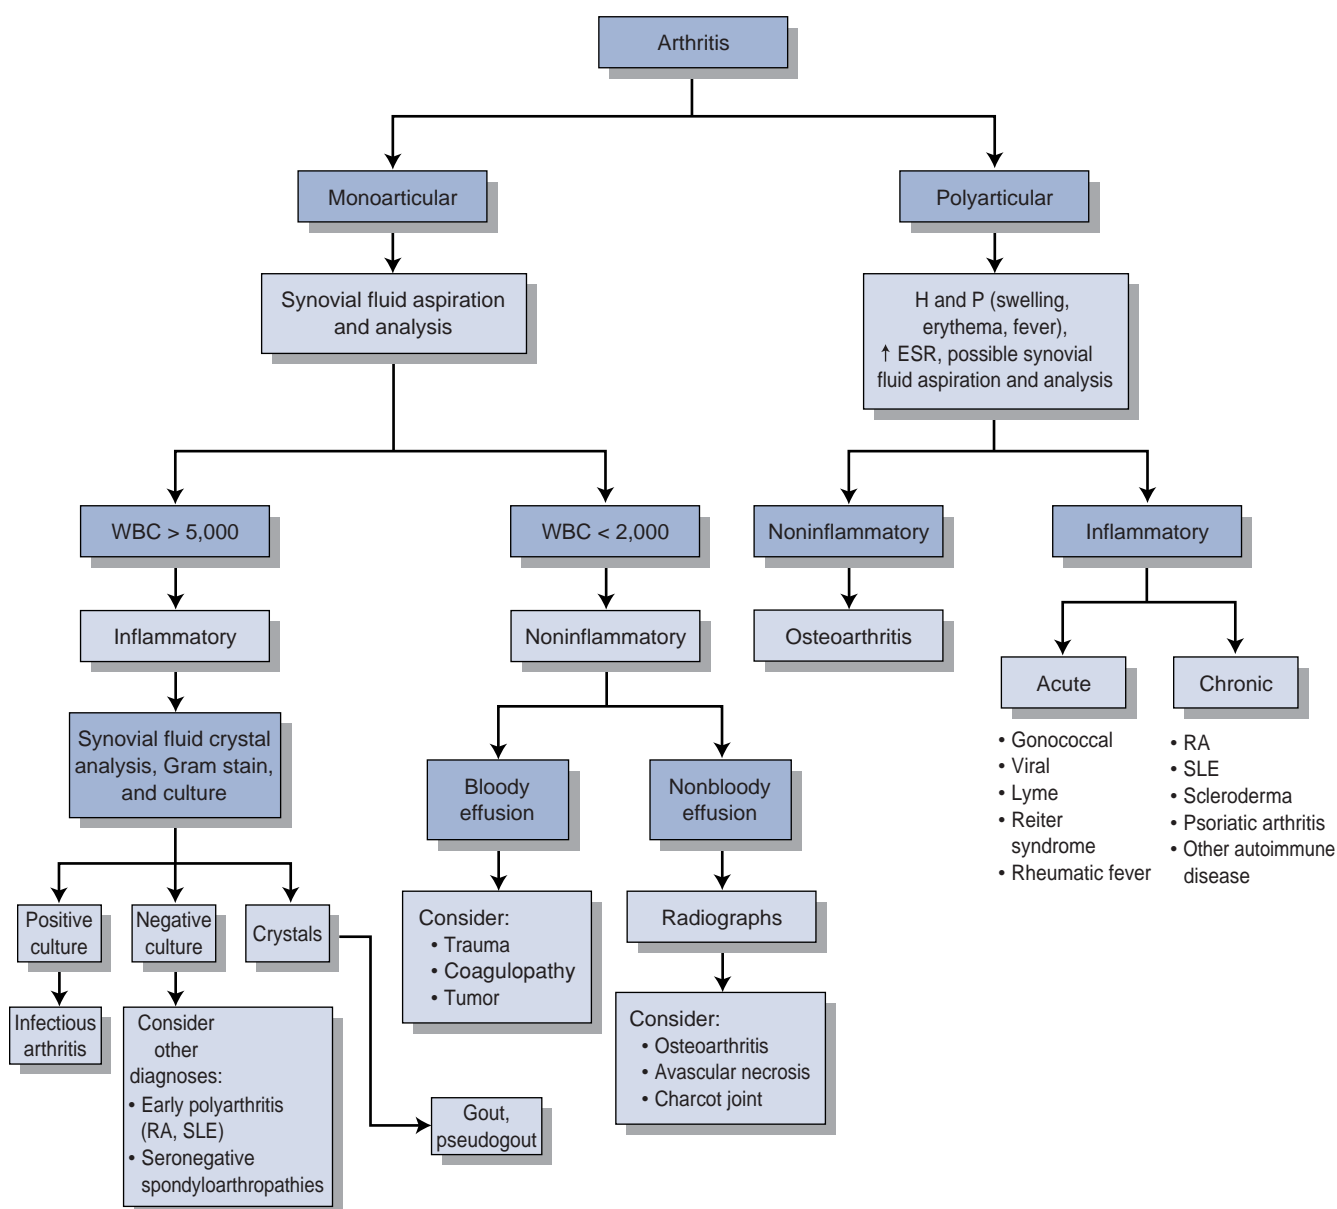 Arthritis
Monoarticular
Polyarticular
Synovial fluid aspiration
and analysis
H and P (swelling,
erythema, fever),
↑ ESR, possible synovial
fluid aspiration and analysis
WBC > 5,000
WBC < 2,000
Noninflammatory
Inflammatory
Inflammatory
Noninflammatory
Osteoarthritis
Acute
Chronic
• Gonococcal
• Viral
• Lyme
• Reiter
syndrome
• Rheumatic fever
• RA
• SLE
• Scleroderma
• Psoriatic arthritis
• Other autoimmune
disease
Synovial fluid crystal
analysis, Gram stain,
and culture
Bloody
effusion
Nonbloody
effusion
Positive
culture
Negative
culture
Crystals
Consider:
• Trauma
• Coagulopathy
• Tumor
Radiographs
Infectious
arthritis
Consider
other
diagnoses:
• Early polyarthritis
(RA, SLE)
• Seronegative
spondyloarthropathies
Gout,
pseudogout
Consider:
• Osteoarthritis
• Avascular necrosis
• Charcot joint